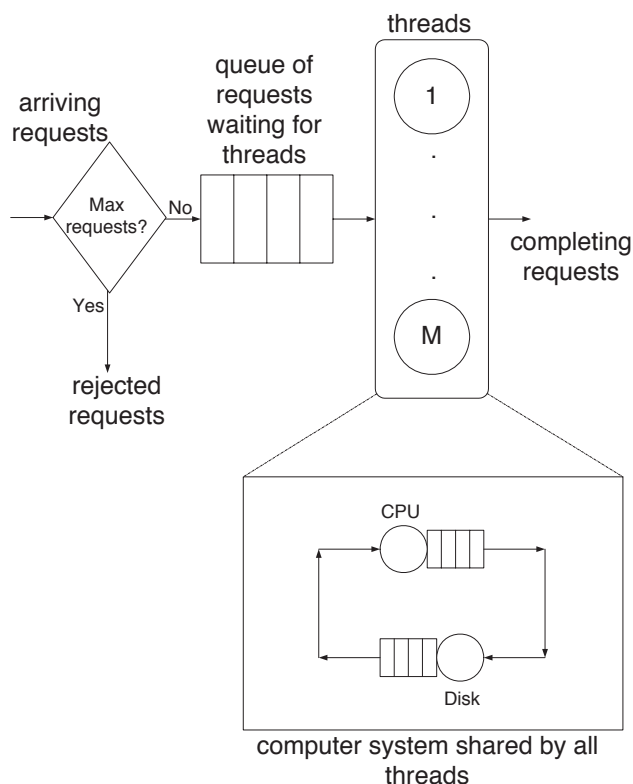 threads
queue of
requests
waiting for
threads
arriving
requests
1
Max
requests?
No
completing
requests
Yes
M
rejected
requests
CPU
Disk
computer system shared by all
threads